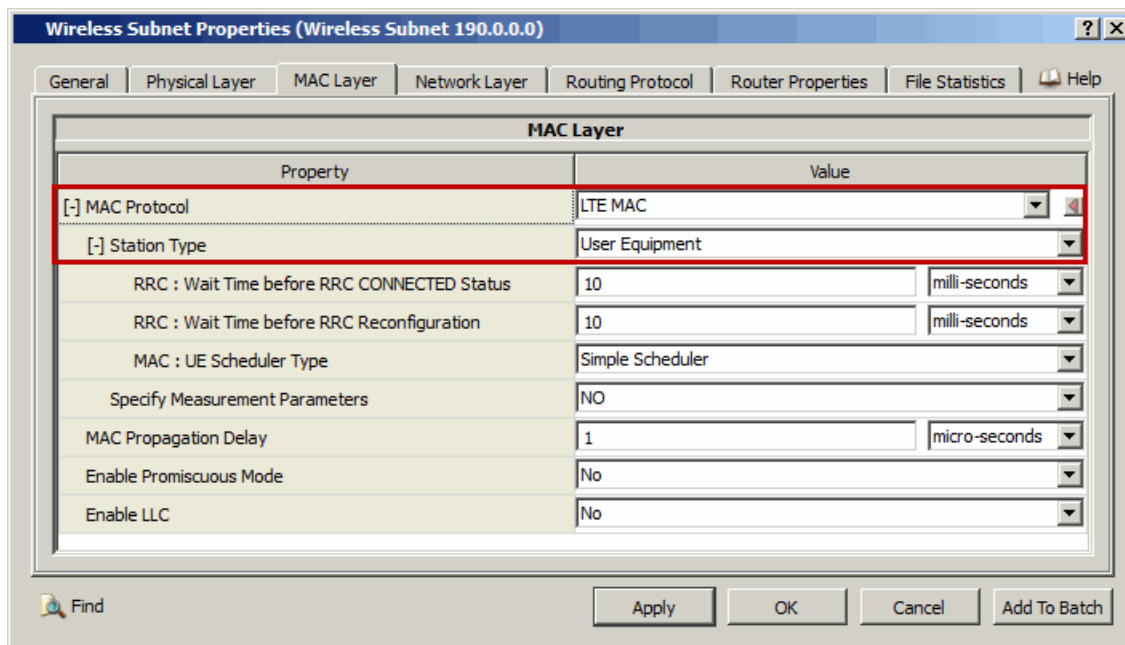 Wireless Subnet Properties (Wireless Subnet 190.0.0.0) ? X
General Physical Layer MAC Layer Network Layer Routing Protocol Router Properties File Statistics Help
MAC Layer
Property Value
[-] MAC Protocol LTE MAC
[-] Station Type User Equipment
RRC : Wait Time before RRC CONNECTED Status 10 milli-seconds
RRC : Wait Time before RRC Reconfiguration 10 milli-seconds
MAC : UE Scheduler Type Simple Scheduler
Specify Measurement Parameters NO
MAC Propagation Delay 1 micro-seconds
Enable Promiscuous Mode No
Enable LLC No
Find Apply OK Cancel Add To Batch